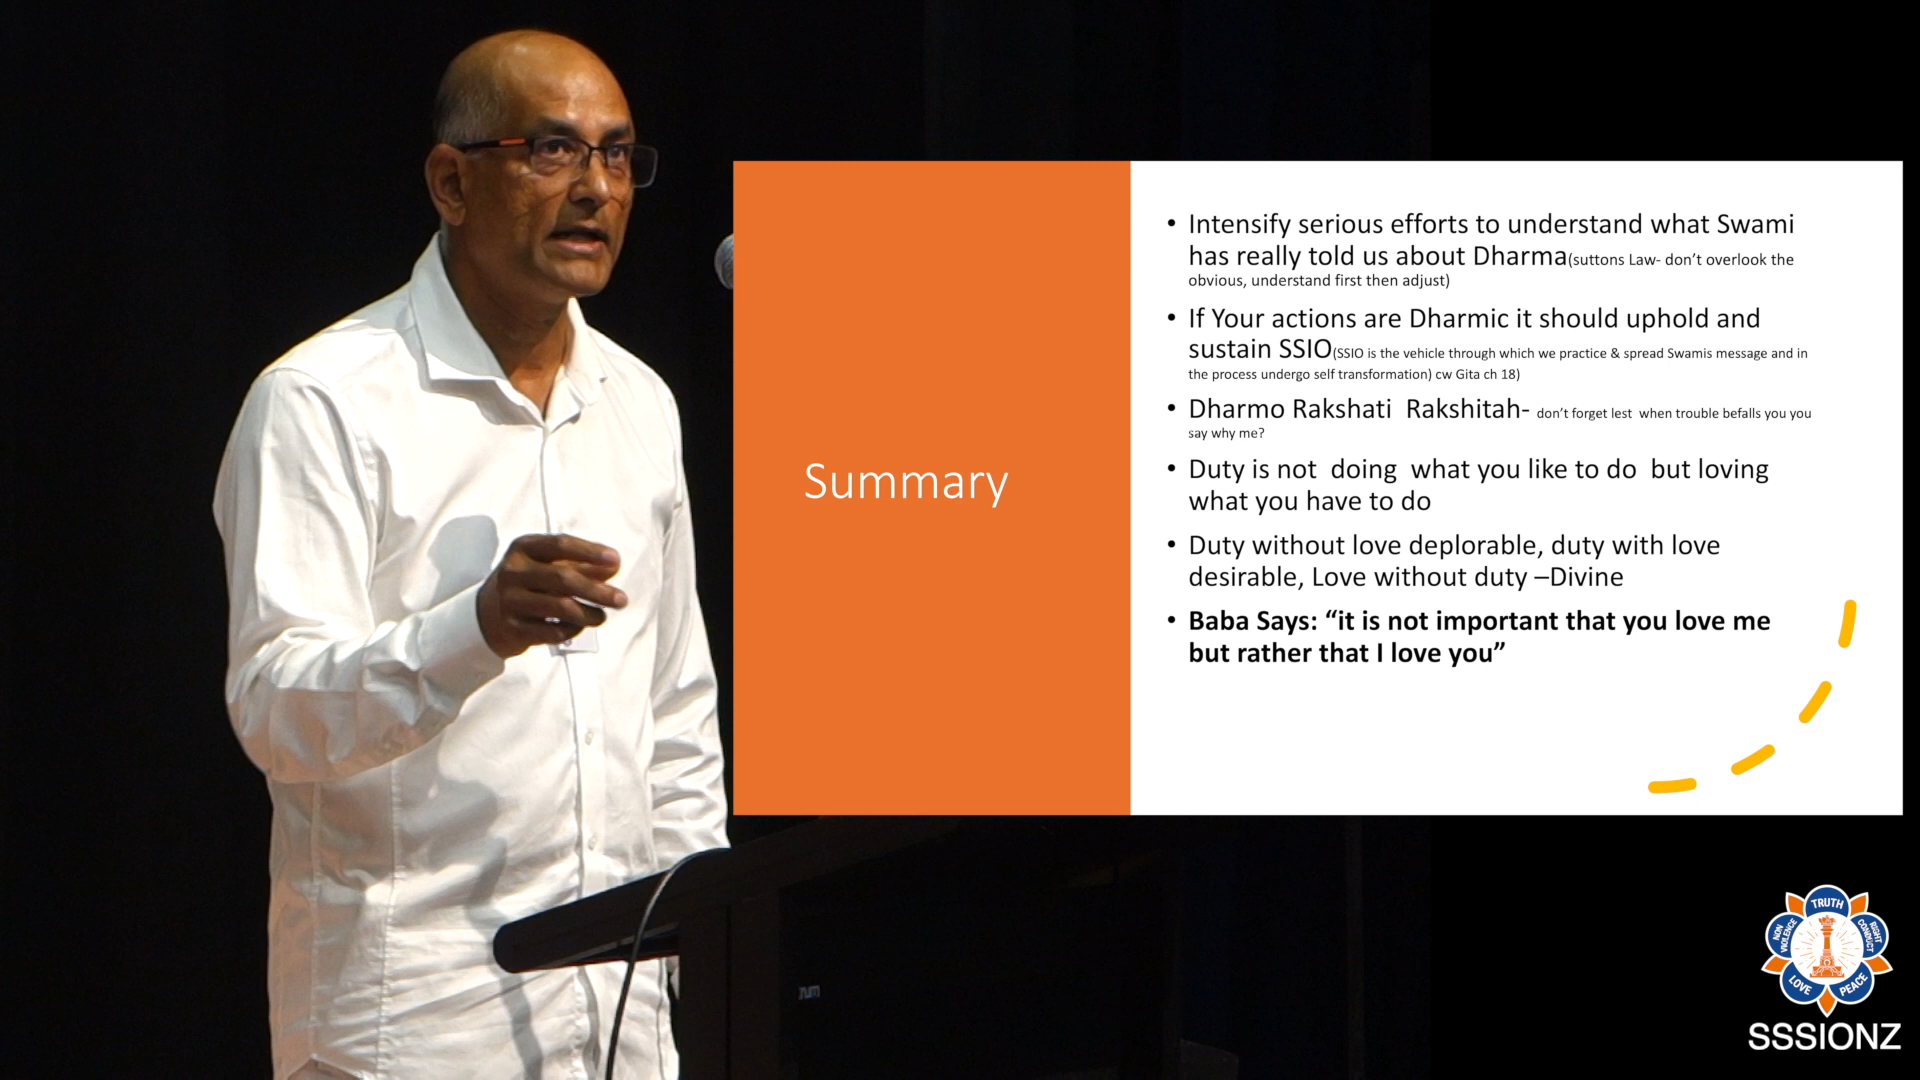 Summary
• Intensify serious efforts to understand what Swami
has really told us about Dharma(suttons Law- don’t overlook the
obvious, understand first then adjust)
• If Your actions are Dharmic it should uphold and
sustain SSIO(SSIO is the vehicle through which we practice & spread Swamis message and in
the process undergo self transformation) cw Gita ch 18)
• Dharmo Rakshati  Rakshitah- don’t forget lest  when trouble befalls you you
say why me?
• Duty is not  doing  what you like to do  but loving
what you have to do
• Duty without love deplorable, duty with love
desirable, Love without duty –Divine
• Baba Says: “it is not important that you love me
but rather that I love you”
TRUTH
RIGHT
CONDUCT
PEACE
LOVE
NON
VIOLENCE
SSSIONZ